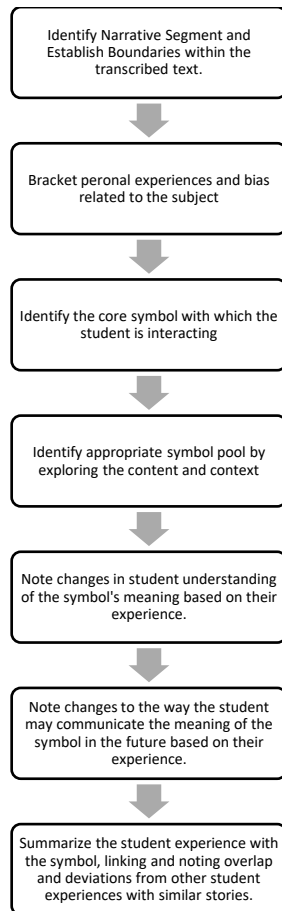 Identify Narrative Segment and
Establish Boundaries within the
transcribed text.
Bracket peronal experiences and bias
related to the subject
Identify the core symbol with which the
student is interacting
Identify appropriate symbol pool by
exploring the content and context
Note changes in student understanding
of the symbol's meaning based on their
experience.
Note changes to the way the student
may communicate the meaning of the
symbol in the future based on their
experience.
Summarize the student experience with
the symbol, linking and noting overlap
and deviations from other student
experiences with similar stories.